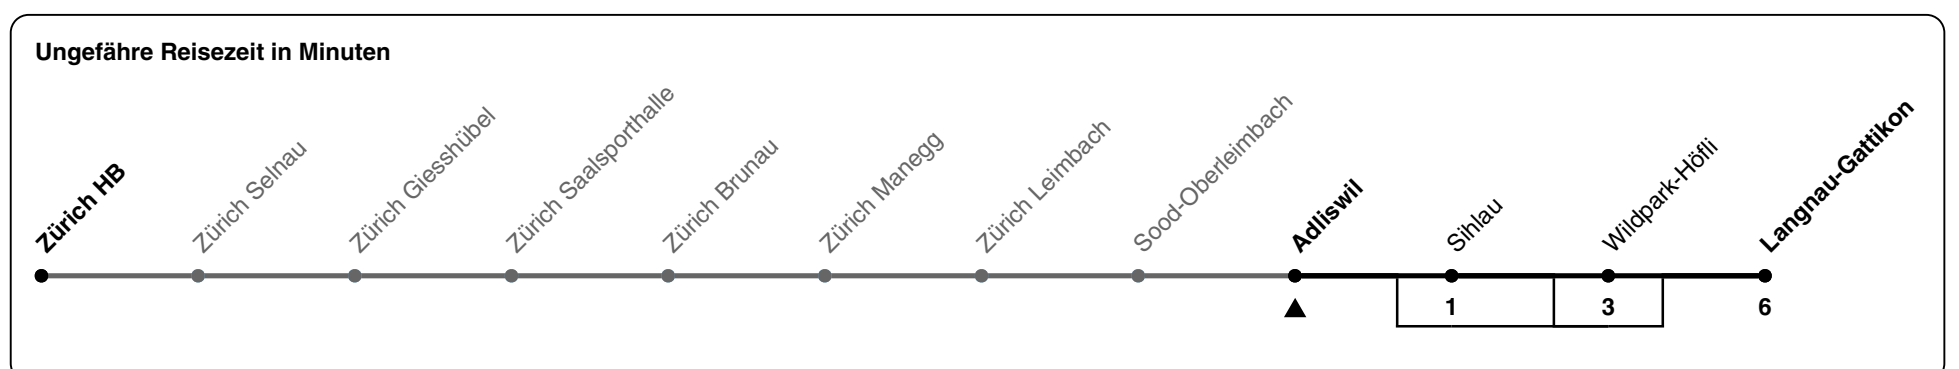 Ungefähre Reisezeit in Minuten
Zürich HB
Zürich Selnau
Zürich Giesshübel
Zürich Saalsporthalle
Zürich Brunau
Zürich Manegg
Zürich Leimbach
Sood-Oberleimbach
Adliswil
Sihlau
Wildpark-Höfli
Langnau-Gattikon
1 3 6